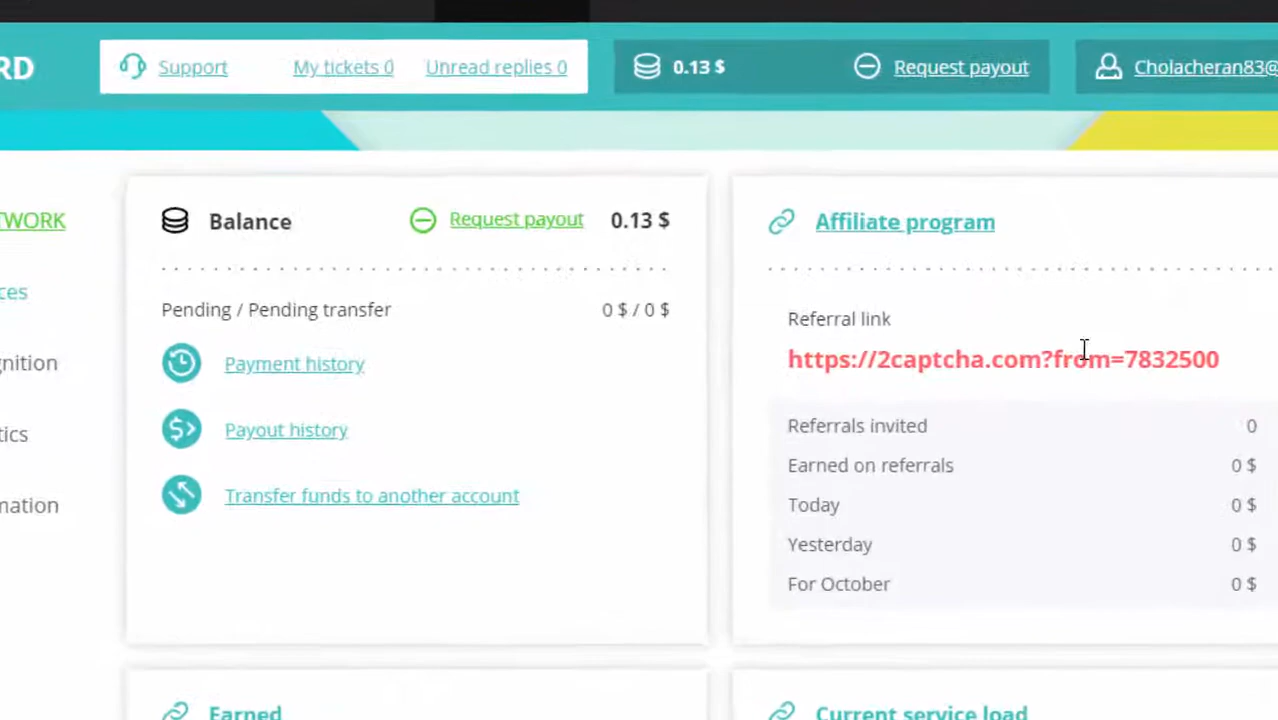 RD
Support
My tickets 0
Unread replies 0
0.13 $
Request payout
Cholacheran83@
TWORK
ces
gnition
tics
mation
Balance
Request payout
0.13 $
Pending / Pending transfer
0 $ / 0 $
Payment history
Payout history
Transfer funds to another account
Affiliate program
Referral link
https://2captcha.com?from=7832500
Referrals invited
0
Earned on referrals
0 $
Today
0 $
Yesterday
0 $
For October
0 $
Earned
Current service load